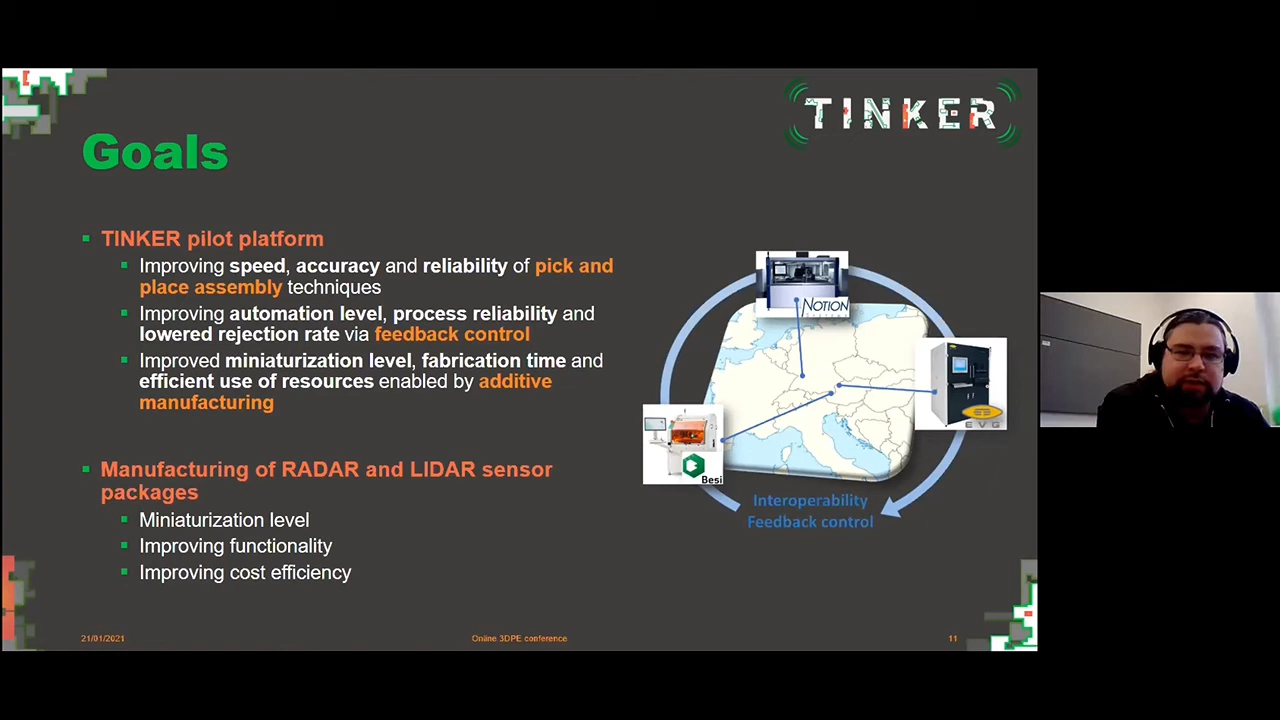 TINKER
Goals
TINKER pilot platform
Improving speed, accuracy and reliability of pick and
place assembly techniques
Improving automation level, process reliability and
lowered rejection rate via feedback control
Improved miniaturization level, fabrication time and
efficient use of resources enabled by additive
manufacturing
Manufacturing of RADAR and LIDAR sensor
packages
Miniaturization level
Improving functionality
Improving cost efficiency
NOTION
SYSTEMS
EVG
Besi
Interoperability
Feedback control
21/01/2021
Online 3DPE conference
11